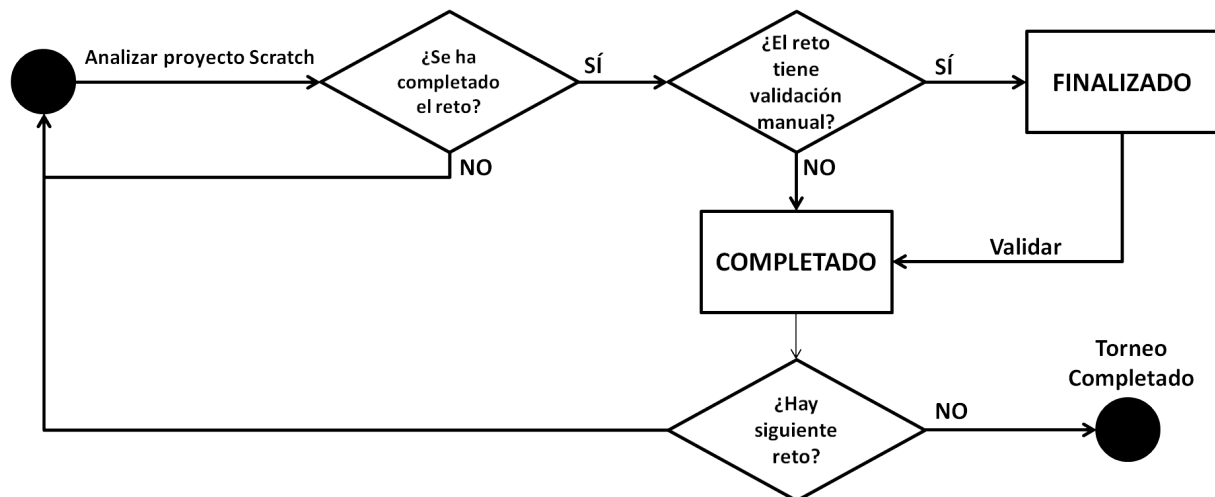 Analizar proyecto Scratch
¿Se ha
completado
el reto?
SÍ
NO
¿El reto
tiene
validación
manual?
SÍ
NO
FINALIZADO
COMPLETADO
Validar
¿Hay
siguiente
reto?
NO
Torneo
Completado